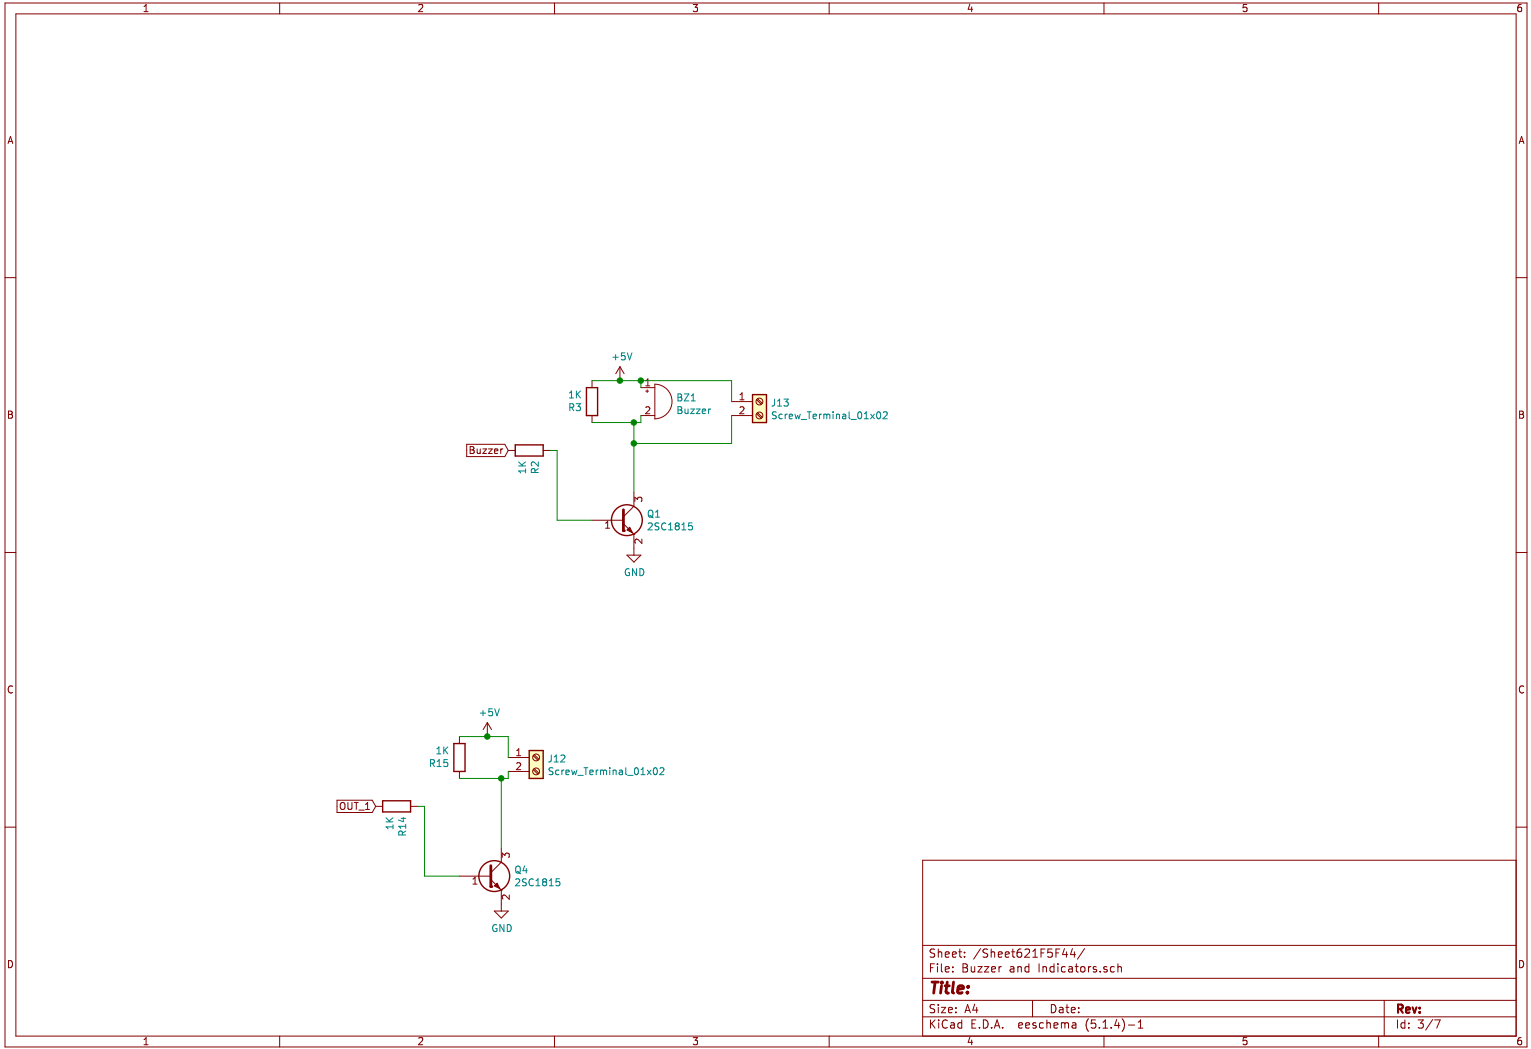 1 2 3 4 5 6
A A
+5V
1
+
1K
R3
2
BZ1
Buzzer
1
2
J13
Screw_Terminal_01x02
B B
Buzzer
1K
R2
3
1
Q1
2SC1815
2
GND
C C
+5V
1K
R15
1
2
J12
Screw_Terminal_01x02
OUT_1
1K
R14
3
1
Q4
2SC1815
2
GND
D D
Sheet: /Sheet621F5F44/
File: Buzzer and Indicators.sch
Title:
Size: A4 Date: Rev:
KiCad E.D.A. eeschema (5.1.4)-1 Id: 3/7
1 2 3 4 5 6